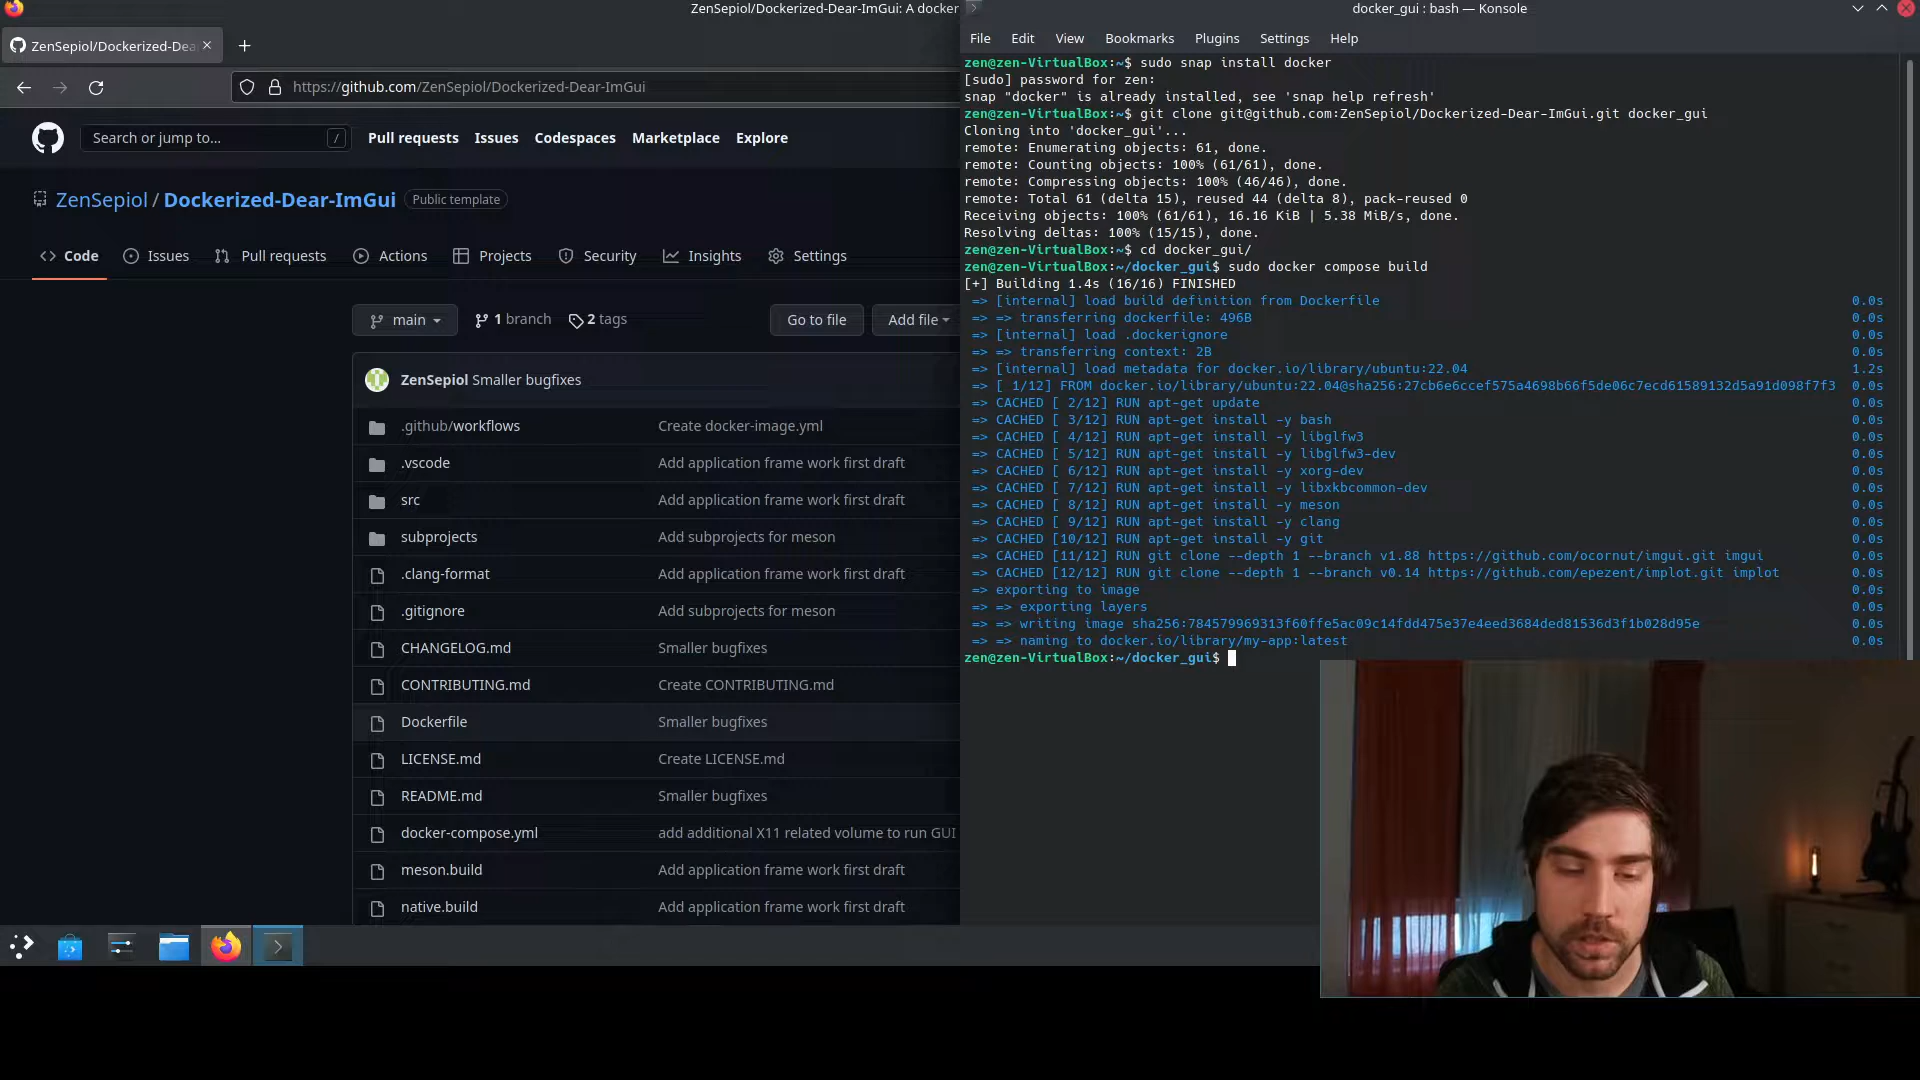 ZenSepiol/Dockerized-Dear-ImGui: A docker
ZenSepiol/Dockerized-Dea
https://github.com/ZenSepiol/Dockerized-Dear-ImGui
Search or jump to...
/
Pull requests
Issues
Codespaces
Marketplace
Explore
ZenSepiol / Dockerized-Dear-ImGui
Public template
Code
Issues
Pull requests
Actions
Projects
Security
Insights
Settings
main
1 branch
2 tags
Go to file
Add file
ZenSepiol Smaller bugfixes
.github/workflows Create docker-image.yml
.vscode Add application frame work first draft
src Add application frame work first draft
subprojects Add subprojects for meson
.clang-format Add application frame work first draft
.gitignore Add subprojects for meson
CHANGELOG.md Smaller bugfixes
CONTRIBUTING.md Create CONTRIBUTING.md
Dockerfile Smaller bugfixes
LICENSE.md Create LICENSE.md
README.md Smaller bugfixes
docker-compose.yml add additional X11 related volume to run GUI
meson.build Add application frame work first draft
native.build Add application frame work first draft
docker_gui : bash — Konsole
File Edit View Bookmarks Plugins Settings Help
zen@zen-VirtualBox:~$ sudo snap install docker
[sudo] password for zen:
snap "docker" is already installed, see 'snap help refresh'
zen@zen-VirtualBox:~$ git clone git@github.com:ZenSepiol/Dockerized-Dear-ImGui.git docker_gui
Cloning into 'docker_gui'...
remote: Enumerating objects: 61, done.
remote: Counting objects: 100% (61/61), done.
remote: Compressing objects: 100% (46/46), done.
remote: Total 61 (delta 15), reused 44 (delta 8), pack-reused 0
Receiving objects: 100% (61/61), 16.16 KiB | 5.38 MiB/s, done.
Resolving deltas: 100% (15/15), done.
zen@zen-VirtualBox:~$ cd docker_gui/
zen@zen-VirtualBox:~/docker_gui$ sudo docker compose build
[+] Building 1.4s (16/16) FINISHED
=> [internal] load build definition from Dockerfile 0.0s
=> => transferring dockerfile: 496B 0.0s
=> [internal] load .dockerignore 0.0s
=> => transferring context: 2B 0.0s
=> [internal] load metadata for docker.io/library/ubuntu:22.04 1.2s
=> [ 1/12] FROM docker.io/library/ubuntu:22.04@sha256:27cb6e6ccef575a4698b66f5de06c7ecd61589132d5a91d098f7f3 0.0s
=> CACHED [ 2/12] RUN apt-get update 0.0s
=> CACHED [ 3/12] RUN apt-get install -y bash 0.0s
=> CACHED [ 4/12] RUN apt-get install -y libglfw3 0.0s
=> CACHED [ 5/12] RUN apt-get install -y libglfw3-dev 0.0s
=> CACHED [ 6/12] RUN apt-get install -y xorg-dev 0.0s
=> CACHED [ 7/12] RUN apt-get install -y libxkbcommon-dev 0.0s
=> CACHED [ 8/12] RUN apt-get install -y meson 0.0s
=> CACHED [ 9/12] RUN apt-get install -y clang 0.0s
=> CACHED [10/12] RUN apt-get install -y git 0.0s
=> CACHED [11/12] RUN git clone --depth 1 --branch v1.88 https://github.com/ocornut/imgui.git imgui 0.0s
=> CACHED [12/12] RUN git clone --depth 1 --branch v0.14 https://github.com/epezent/implot.git implot 0.0s
=> exporting to image 0.0s
=> => exporting layers 0.0s
=> => writing image sha256:784579969313f60ffe5ac09c14fdd475e37e4eed3684ded81536d3f1b028d95e 0.0s
=> => naming to docker.io/library/my-app:latest 0.0s
zen@zen-VirtualBox:~/docker_gui$